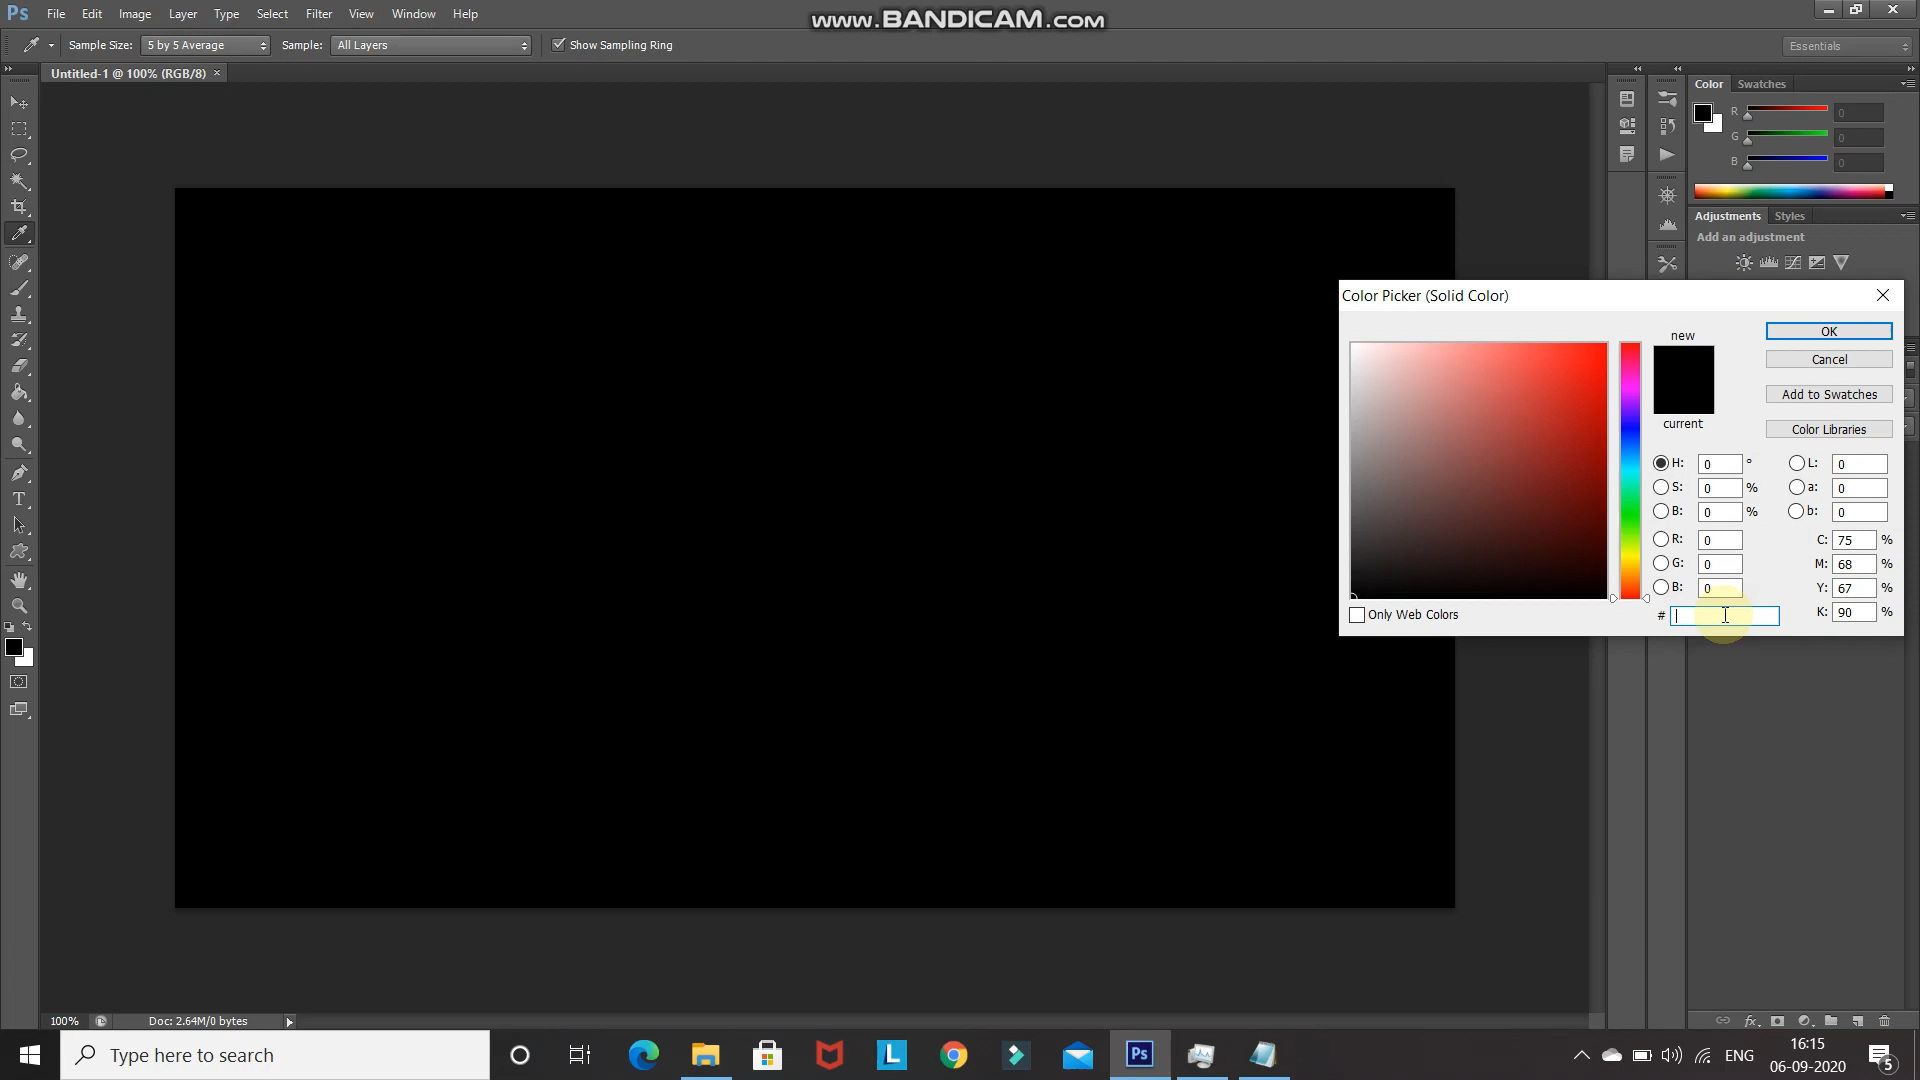 www.BANDICAM.com
Ps File Edit Image Layer Type Select Filter View Window Help
Sample Size: 5 by 5 Average Sample: All Layers Show Sampling Ring Essentials
Untitled-1 @ 100% (RGB/8) ×
Color Swatches
R 0
G 0
B 0
Adjustments Styles
Add an adjustment
Color Picker (Solid Color)
new
OK
Cancel
Add to Swatches
current
Color Libraries
H: 0 ° L: 0
S: 0 % a: 0
B: 0 % b: 0
R: 0 C: 75 %
G: 0 M: 68 %
B: 0 Y: 67 %
Only Web Colors # K: 90 %
T
fx
100% Doc: 2.64M/0 bytes
Type here to search
L
Ps
ENG
16:15
06-09-2020
5